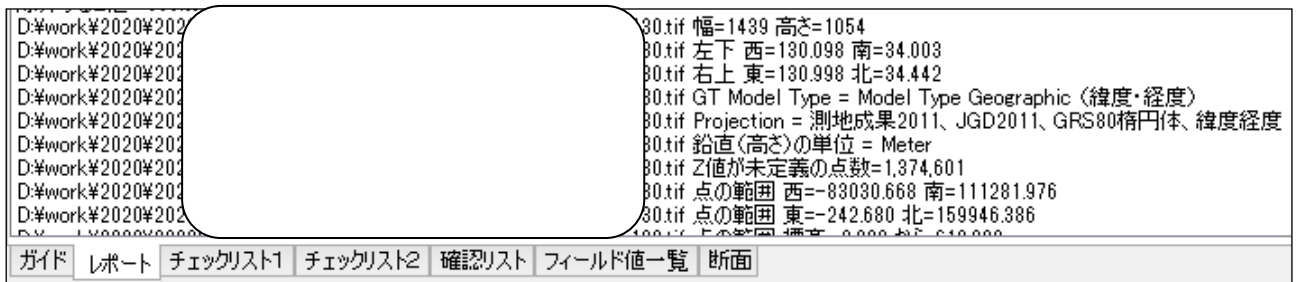 D:¥work¥2020¥202 30.tif 幅=1439 高さ=1054
D:¥work¥2020¥202 30.tif 左下 西=130.098 南=34.003
D:¥work¥2020¥202 30.tif 右上 東=130.998 北=34.442
D:¥work¥2020¥202 30.tif GT Model Type = Model Type Geographic (緯度・経度)
D:¥work¥2020¥202 30.tif Projection = 測地成果2011、JGD2011、GRS80楕円体、緯度経度
D:¥work¥2020¥202 30.tif 鉛直(高さ)の単位 = Meter
D:¥work¥2020¥202 30.tif Z値が未定義の点数=1,374,601
D:¥work¥2020¥202 30.tif 点の範囲 西=-83030.668 南=111281.976
D:¥work¥2020¥202 30.tif 点の範囲 東=-242.680 北=159946.386
ガイド レポート チェックリスト1 チェックリスト2 確認リスト フィールド値一覧 断面